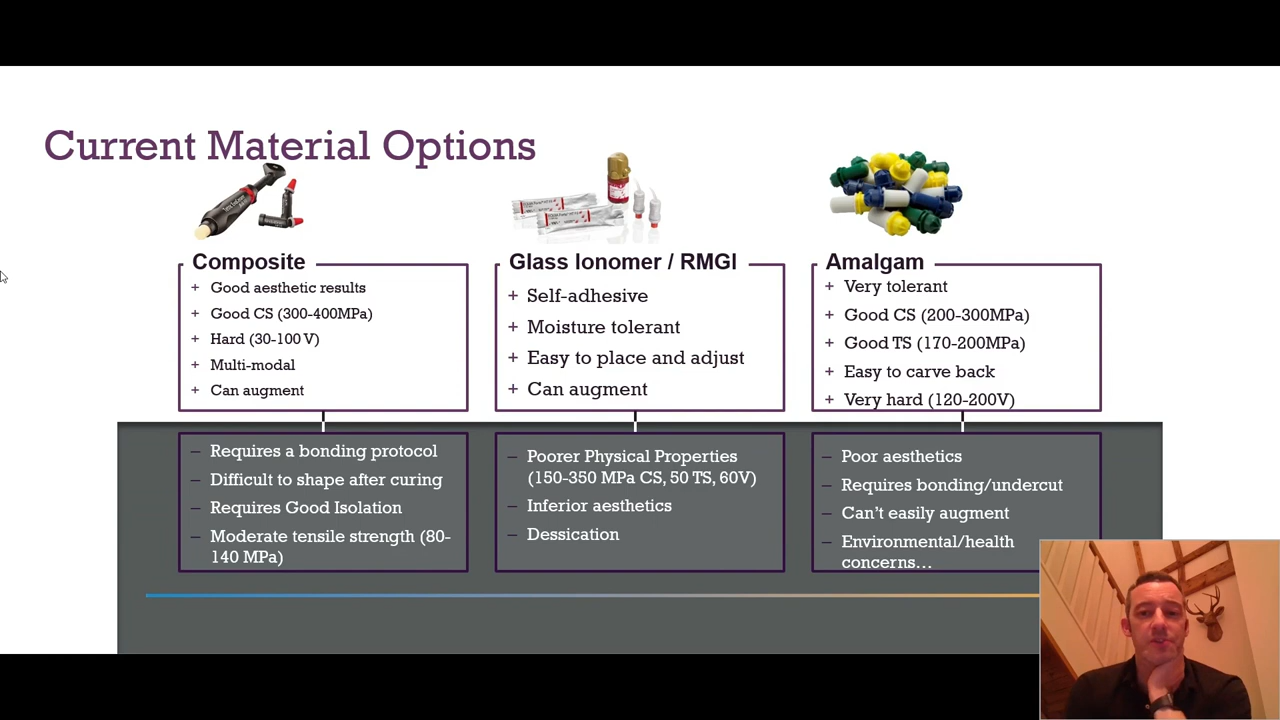 Current Material Options
Composite
+ Good aesthetic results
+ Good CS (300-400MPa)
+ Hard (30-100 V)
+ Multi-modal
+ Can augment
– Requires a bonding protocol
– Difficult to shape after curing
– Requires Good Isolation
– Moderate tensile strength (80-
140 MPa)
Glass Ionomer / RMGI
+ Self-adhesive
+ Moisture tolerant
+ Easy to place and adjust
+ Can augment
– Poorer Physical Properties
(150-350 MPa CS, 50 TS, 60V)
– Inferior aesthetics
– Dessication
Amalgam
+ Very tolerant
+ Good CS (200-300MPa)
+ Good TS (170-200MPa)
+ Easy to carve back
+ Very hard (120-200V)
– Poor aesthetics
– Requires bonding/undercut
– Can't easily augment
– Environmental/health
concerns…